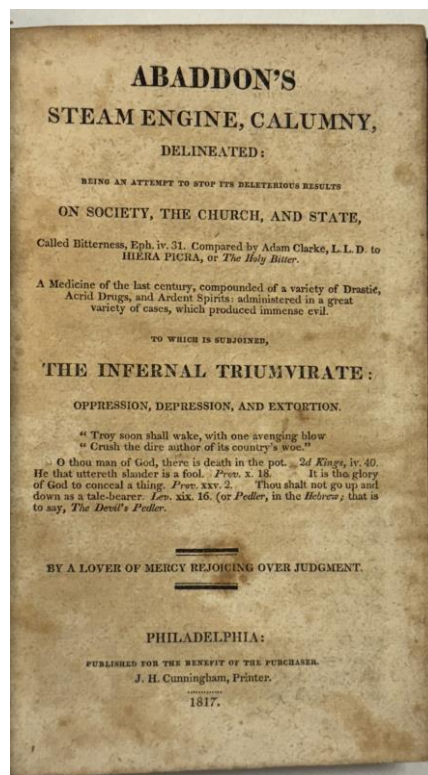 ABADDON'S
STEAM ENGINE, CALUMNY,
DELINEATED:
BEING AN ATTEMPT TO STOP ITS DELETERIOUS RESULTS
ON SOCIETY, THE CHURCH, AND STATE,
Called Bitterness, Eph. iv. 31. Compared by Adam Clarke, L.L.D. to
HIERA PICRA, or The Holy Bitter.
A Medicine of the last century, compounded of a variety of Drastic,
Acrid Drugs, and Ardent Spirits: administered in a great
variety of cases, which produced immense evil.
TO WHICH IS SUBJOINED,
THE INFERNAL TRIUMVIRATE:
OPPRESSION, DEPRESSION, AND EXTORTION.
" Troy soon shall wake, with one avenging blow
" Crush the dire author of its country's woe."
O thou man of God, there is death in the pot. 2d Kings, iv. 40.
He that uttereth slander is a fool. Prov. x. 18. It is the glory
of God to conceal a thing. Prov. xxv. 2. Thou shalt not go up and
down as a tale-bearer. Lev. xix. 16. (or Pedler, in the Hebrew; that is
to say, The Devil's Pedler.
BY A LOVER OF MERCY REJOICING OVER JUDGMENT.
PHILADELPHIA:
PUBLISHED FOR THE BENEFIT OF THE PURCHASER.
J. H. Cunningham, Printer.
1817.